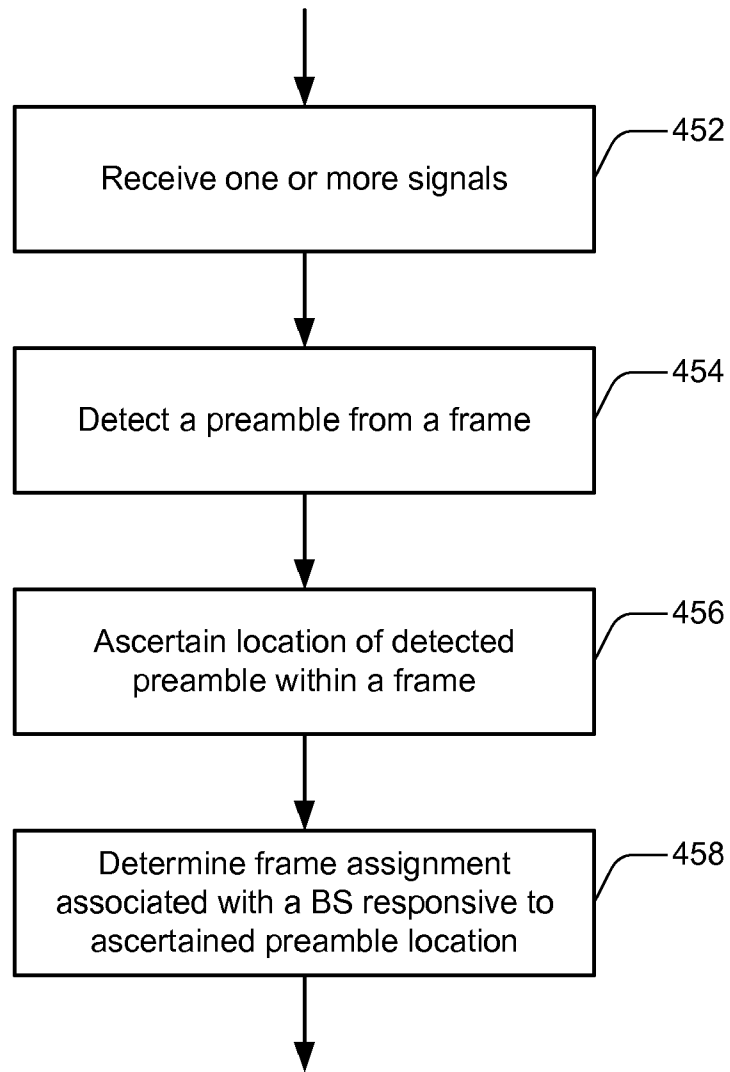 452
Receive one or more signals
454
Detect a preamble from a frame
456
Ascertain location of detected
preamble within a frame
458
Determine frame assignment
associated with a BS responsive to
ascertained preamble location